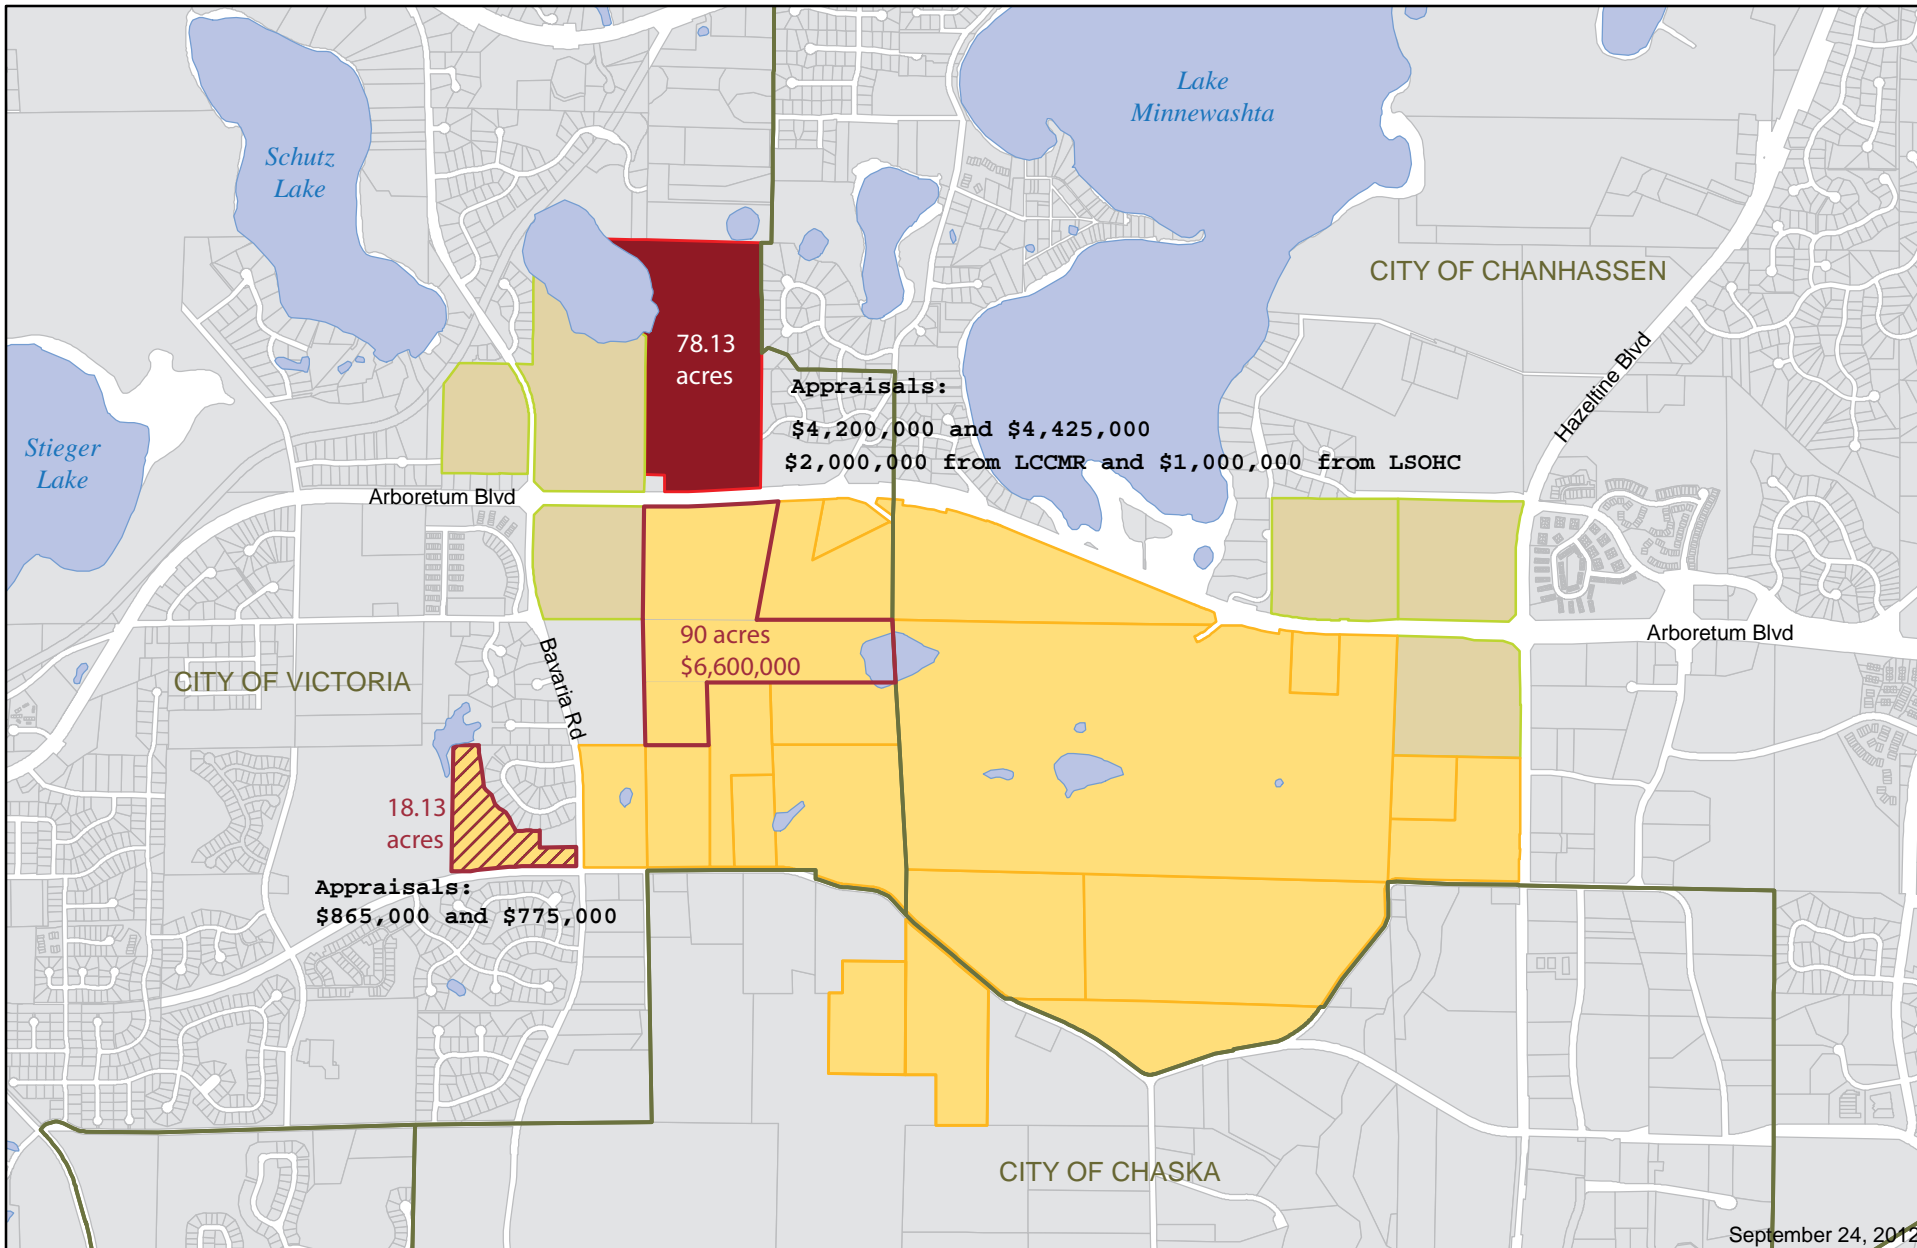 Lake
Minnewashta
Schutz
Lake
CITY OF CHANHASSEN
78.13
acres
Hazeltine Blvd
Appraisals:
$4,200,000 and $4,425,000
$2,000,000 from LCCMR and $1,000,000 from LSOHC
Stieger
Lake
Arboretum Blvd
Arboretum Blvd
90 acres
$6,600,000
CITY OF VICTORIA
Bavaria Rd
18.13
acres
Appraisals:
$865,000 and $775,000
CITY OF CHASKA
September 24, 2012